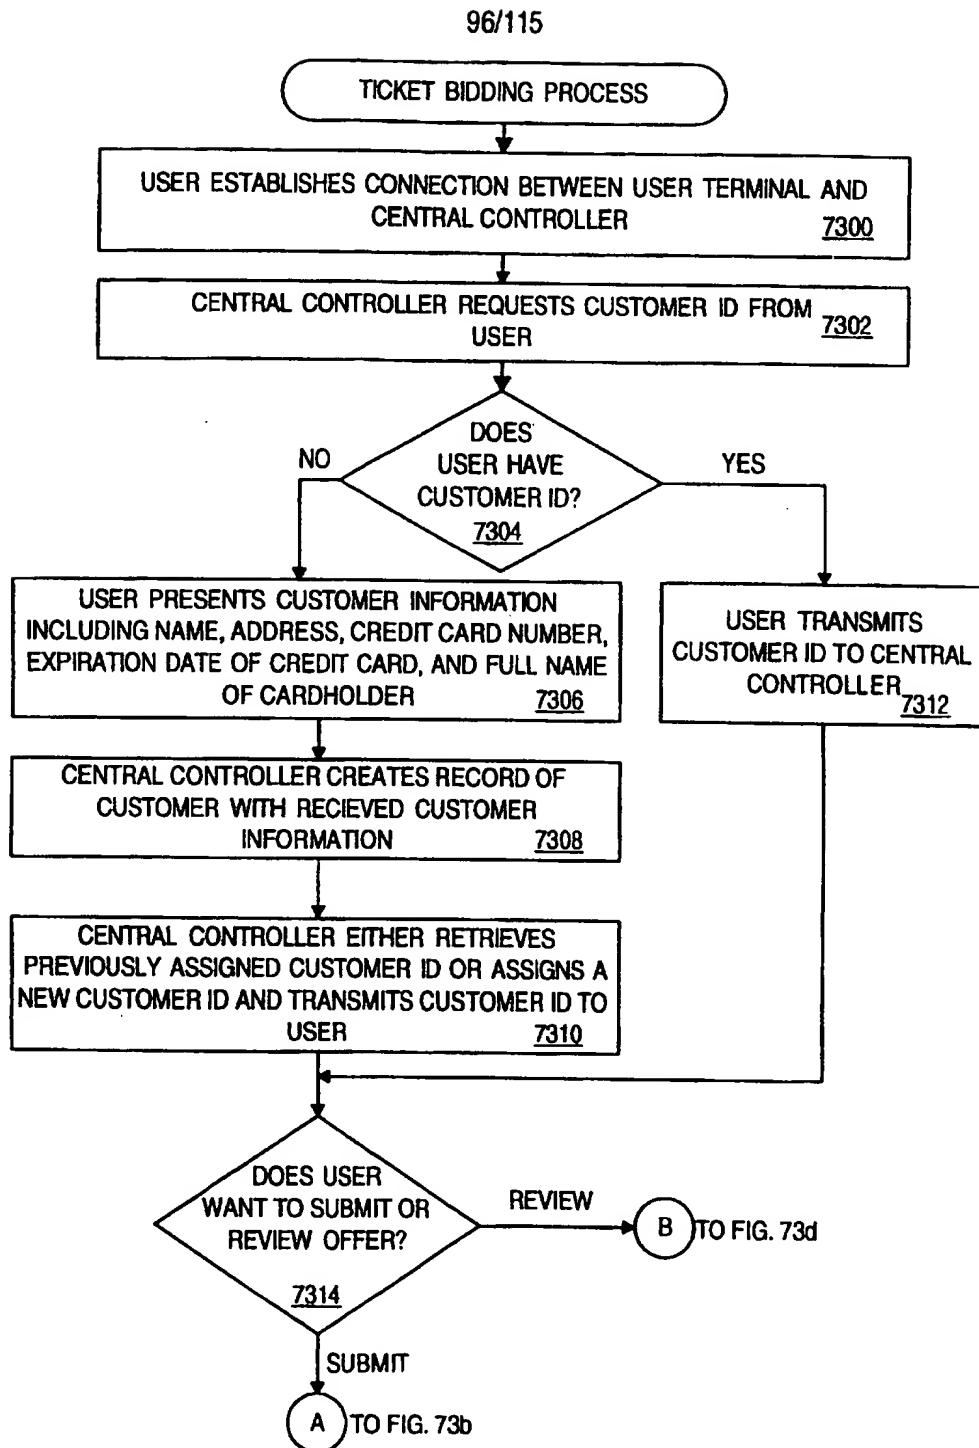 96/115
TICKET BIDDING PROCESS
USER ESTABLISHES CONNECTION BETWEEN USER TERMINAL AND
CENTRAL CONTROLLER 7300
CENTRAL CONTROLLER REQUESTS CUSTOMER ID FROM
USER 7302
DOES
USER HAVE
CUSTOMER ID?
7304
NO
YES
USER PRESENTS CUSTOMER INFORMATION
INCLUDING NAME, ADDRESS, CREDIT CARD NUMBER,
EXPIRATION DATE OF CREDIT CARD, AND FULL NAME
OF CARDHOLDER 7306
USER TRANSMITS
CUSTOMER ID TO CENTRAL
CONTROLLER 7312
CENTRAL CONTROLLER CREATES RECORD OF
CUSTOMER WITH RECIEVED CUSTOMER
INFORMATION 7308
CENTRAL CONTROLLER EITHER RETRIEVES
PREVIOUSLY ASSIGNED CUSTOMER ID OR ASSIGNS A
NEW CUSTOMER ID AND TRANSMITS CUSTOMER ID TO
USER 7310
DOES USER
WANT TO SUBMIT OR
REVIEW OFFER?
7314
REVIEW
B TO FIG. 73d
SUBMIT
A TO FIG. 73b